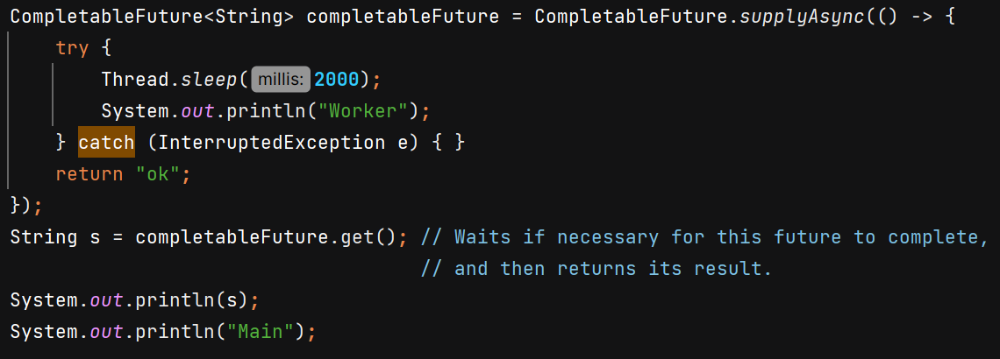 CompletableFuture<String> completableFuture = CompletableFuture.supplyAsync(() -> {
    try {
        Thread.sleep( millis: 2000);
        System.out.println("Worker");
    } catch (InterruptedException e) { }
    return "ok";
});
String s = completableFuture.get(); // Waits if necessary for this future to complete,
                                    // and then returns its result.
System.out.println(s);
System.out.println("Main");